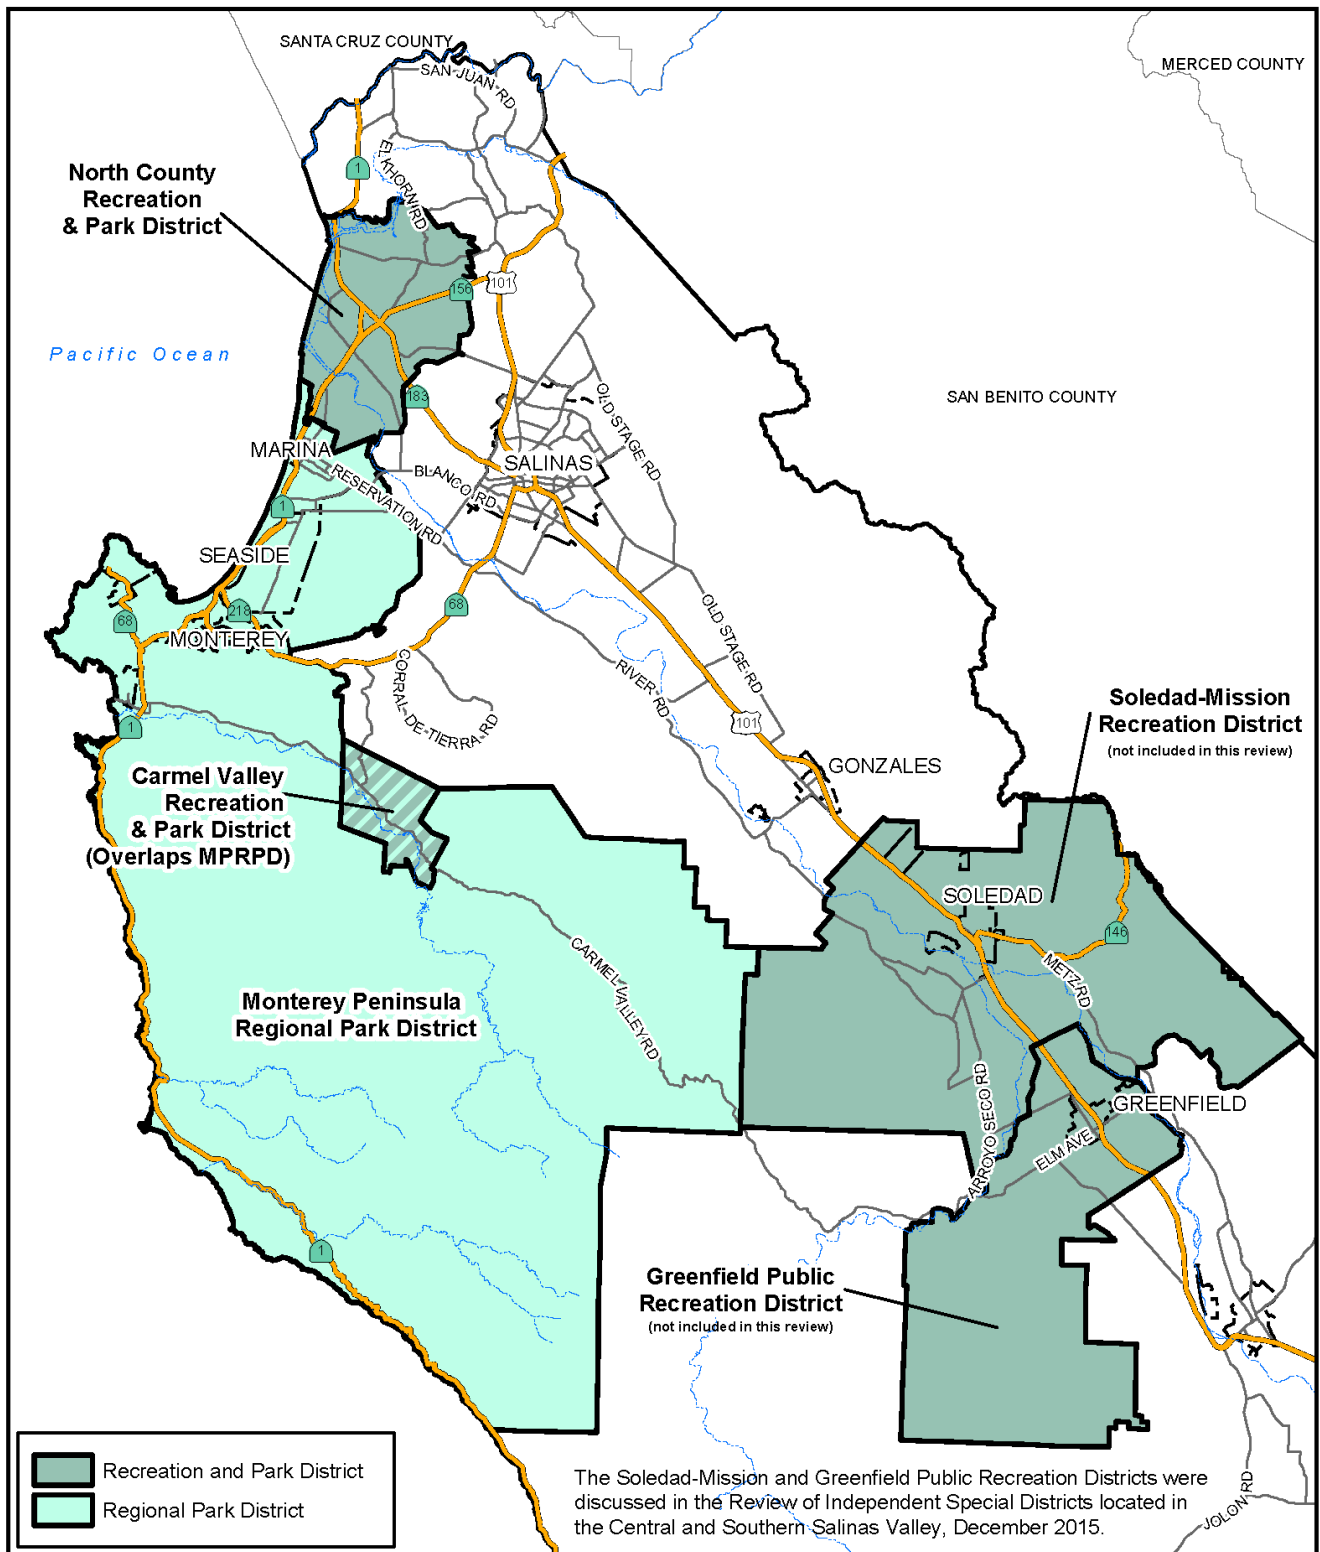 SANTA CRUZ COUNTY
MERCED COUNTY
SAN JUAN RD
1
ELKHORN RD
North County
Recreation
& Park District
101
156
Pacific Ocean
183
OLD STAGE RD
SAN BENITO COUNTY
MARINA
SALINAS
BLANCO RD
RESERVATION RD
1
SEASIDE
68
218
68
MONTEREY
OLD STAGE RD
CORRAL DE TIERRA RD
RIVER RD
1
101
Soledad-Mission
Recreation District
(not included in this review)
GONZALES
Carmel Valley
Recreation
& Park District
(Overlaps MPRPD)
SOLEDAD
146
METZ RD
CARMEL VALLEY RD
Monterey Peninsula
Regional Park District
ARROYO SECO RD
GREENFIELD
ELM AVE
1
Greenfield Public
Recreation District
(not included in this review)
Recreation and Park District
Regional Park District
The Soledad-Mission and Greenfield Public Recreation Districts were
discussed in the Review of Independent Special Districts located in
the Central and Southern Salinas Valley, December 2015.
JOLON RD